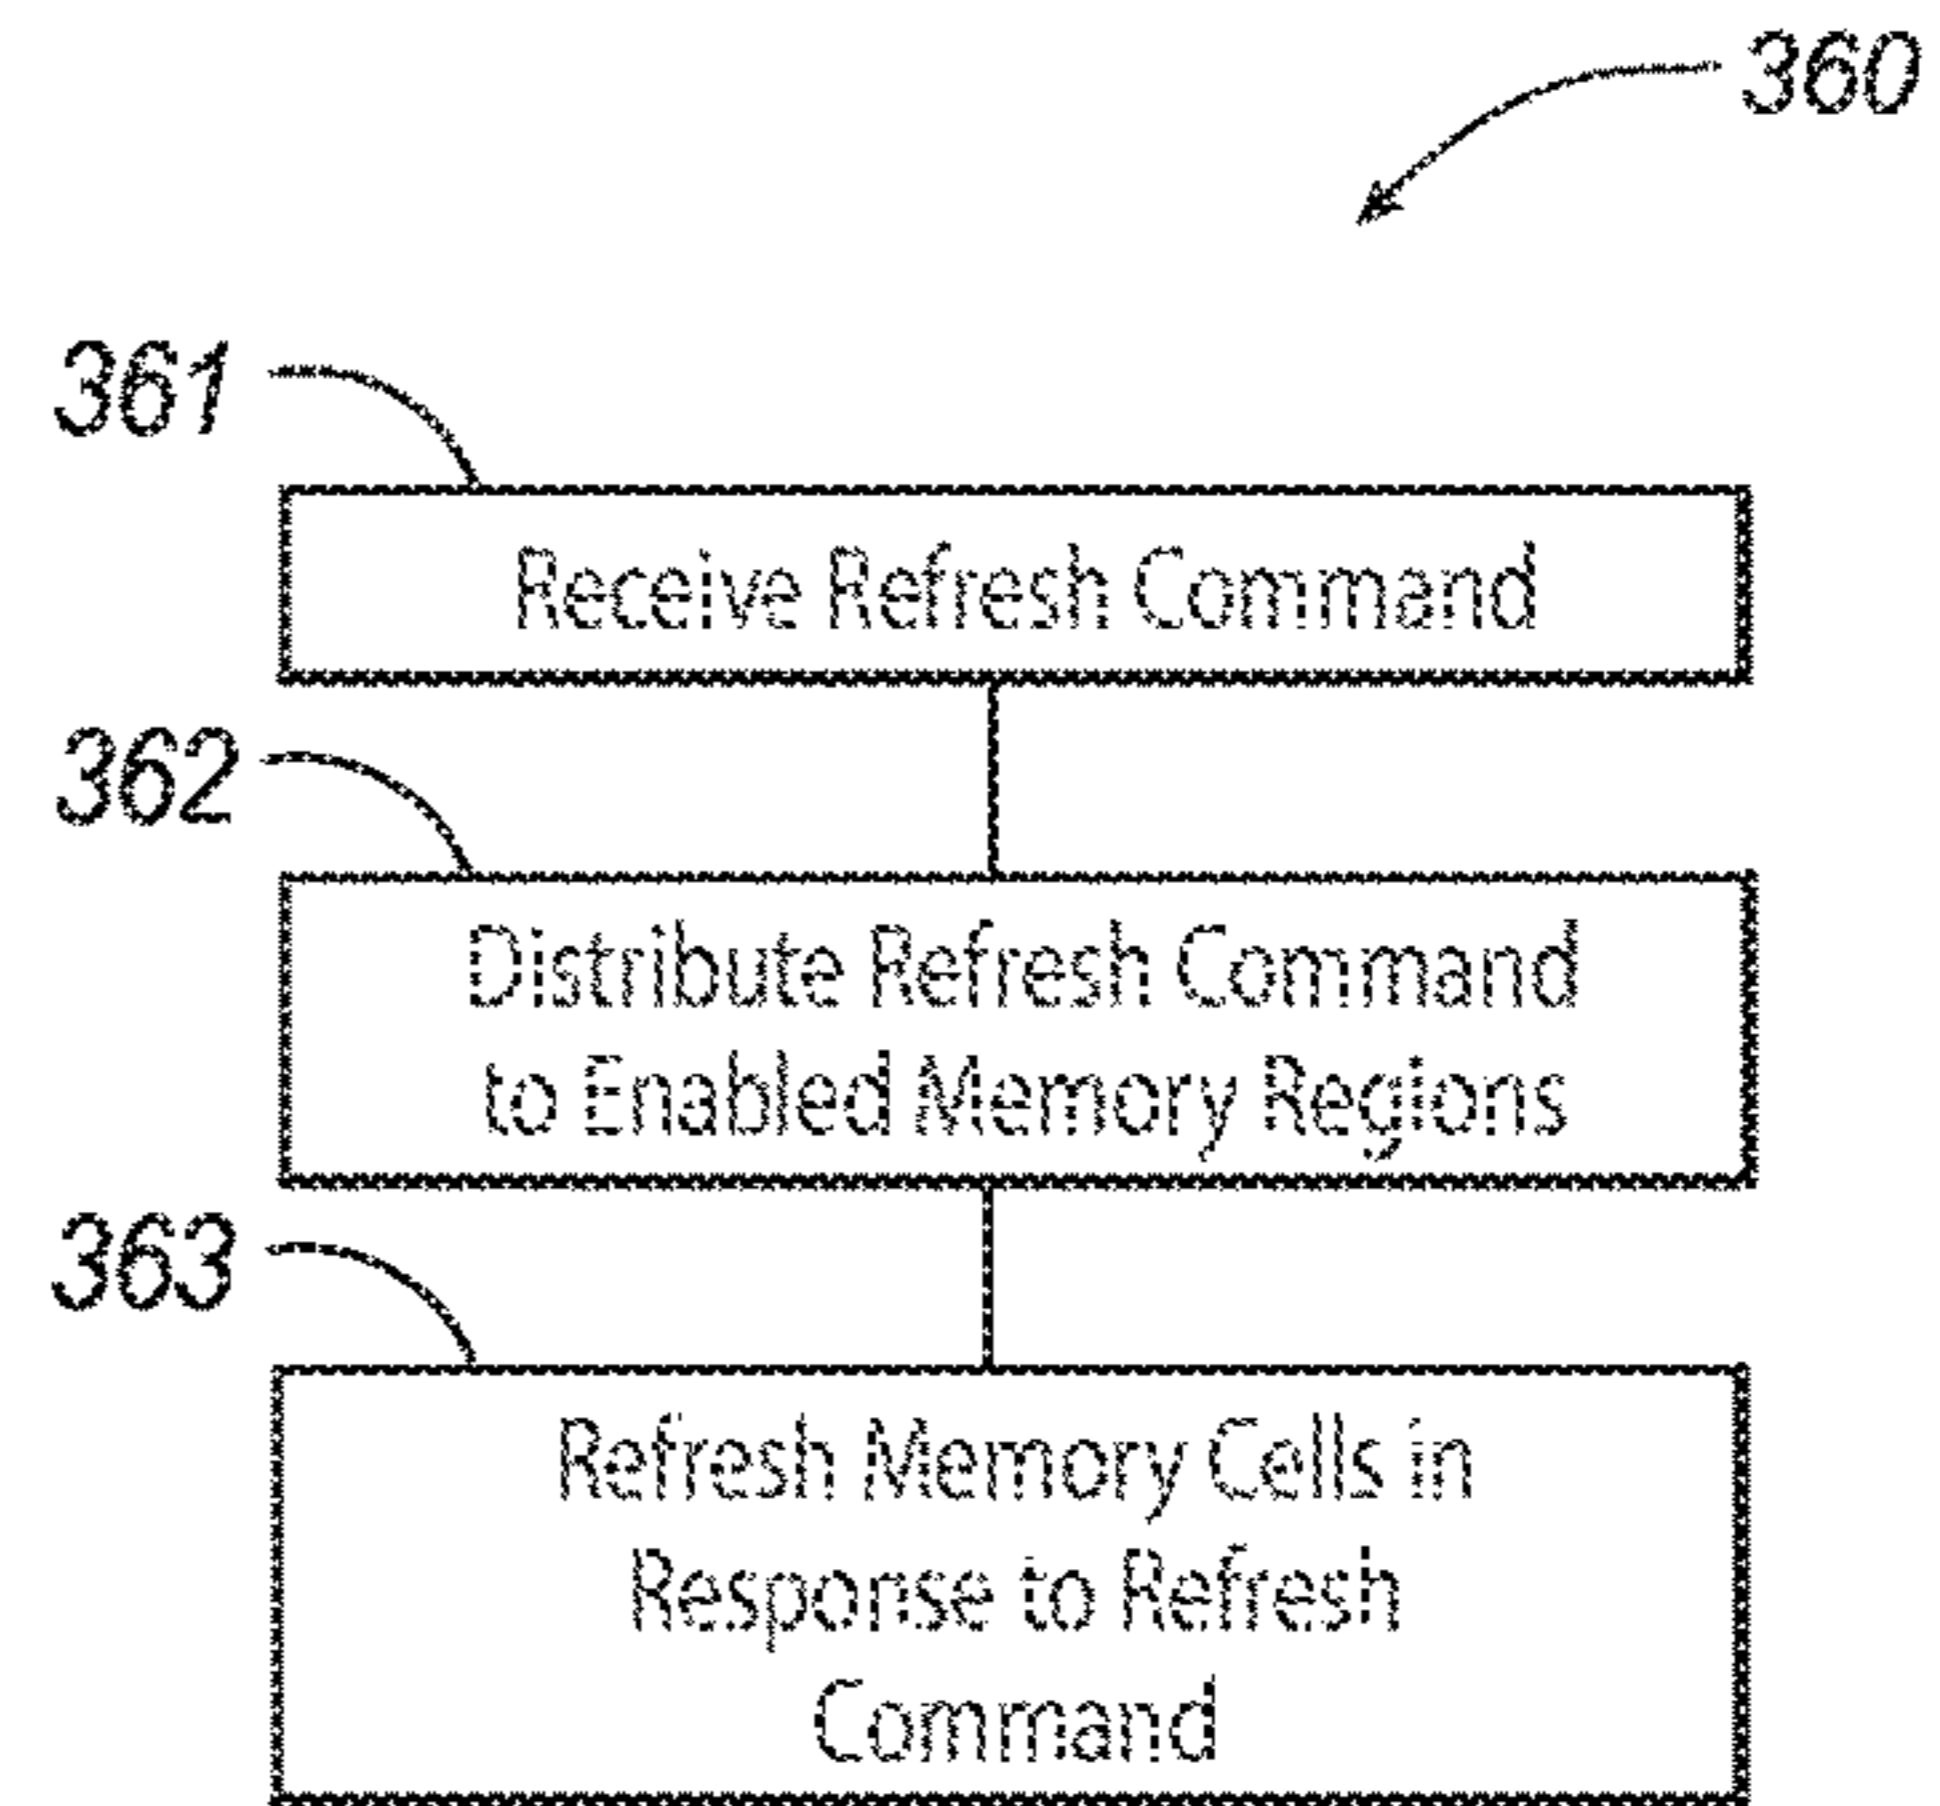 360
361
Receive Refresh Command
362
Distribute Refresh Command
to Enabled Memory Regions
363
Refresh Memory Cells in
Response to Refresh
Command